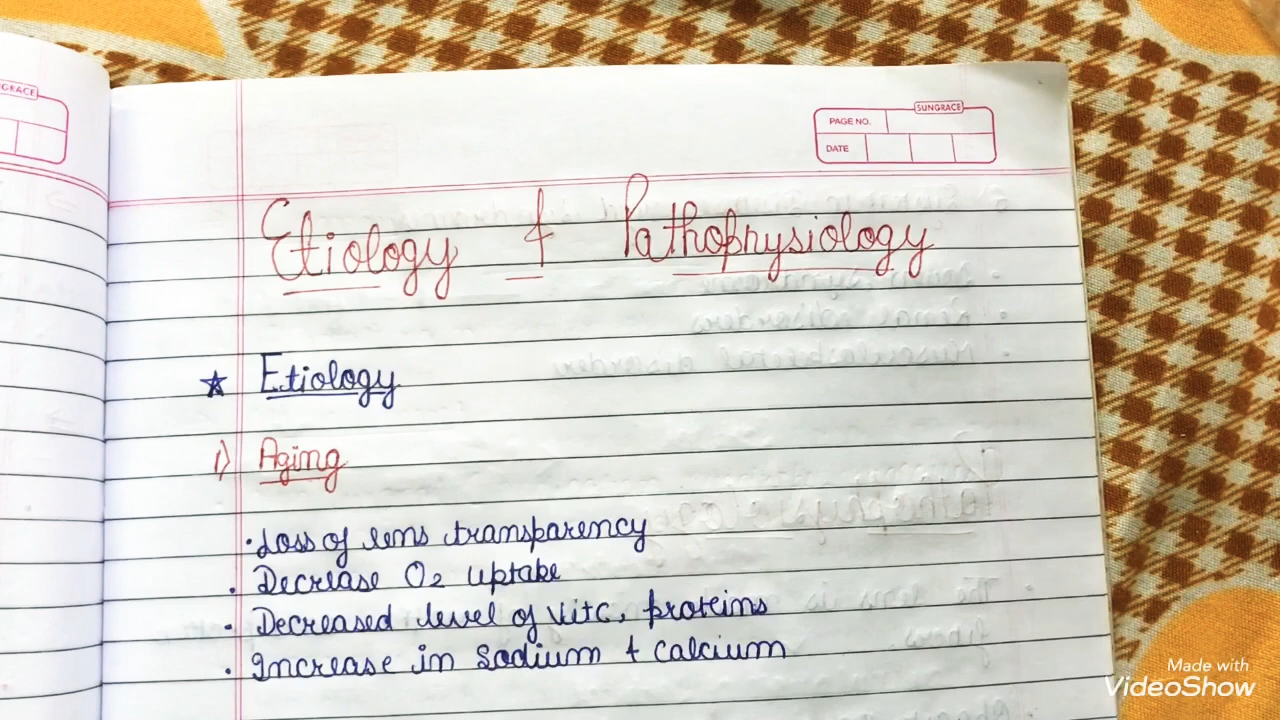 GRACE
SUNGRACE
PAGE NO.
DATE
Etiology & Pathophysiology
★ Etiology
1) Aging
• Loss of lens transparency
• Decrease O2 uptake
• Decreased level of Vit C, proteins
• Increase in Sodium + Calcium
Made with
VideoShow